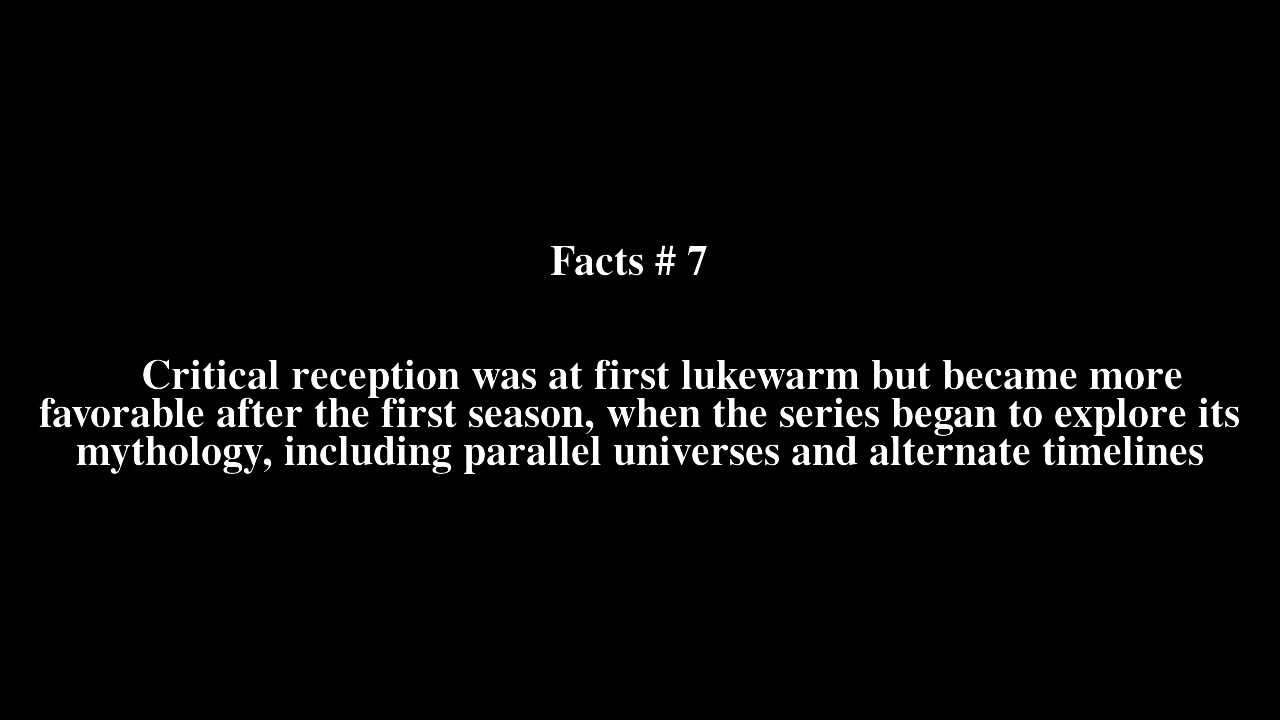 Facts # 7
Critical reception was at first lukewarm but became more
favorable after the first season, when the series began to explore its
mythology, including parallel universes and alternate timelines